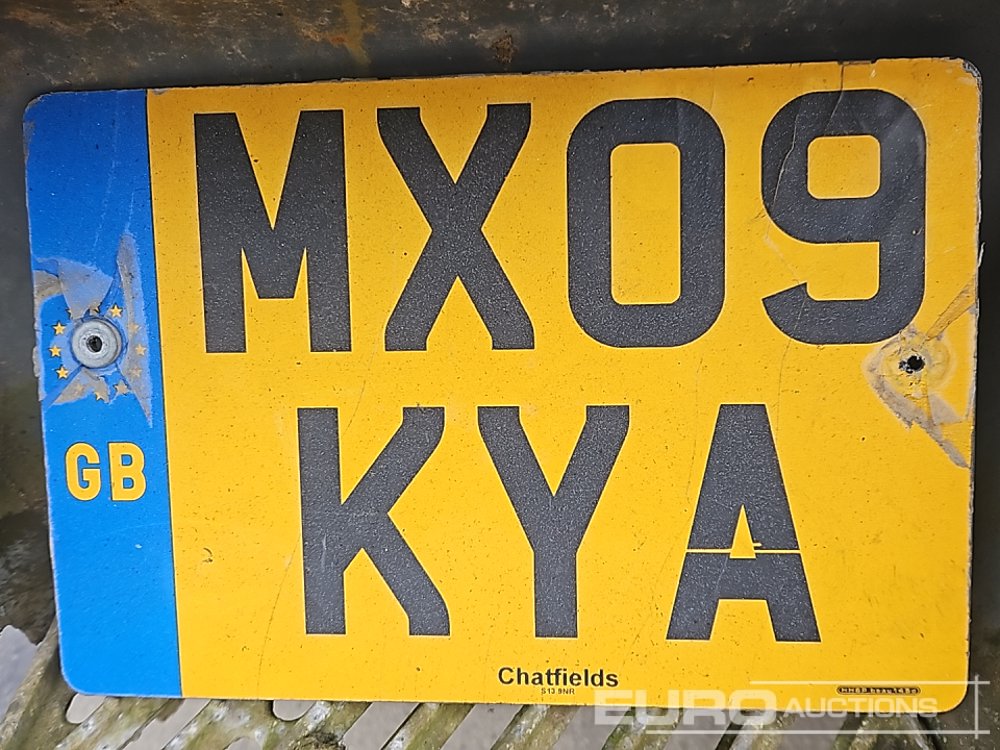 MX09
GB
KYA
Chatfields
S13 9NR
EURO AUCTIONS